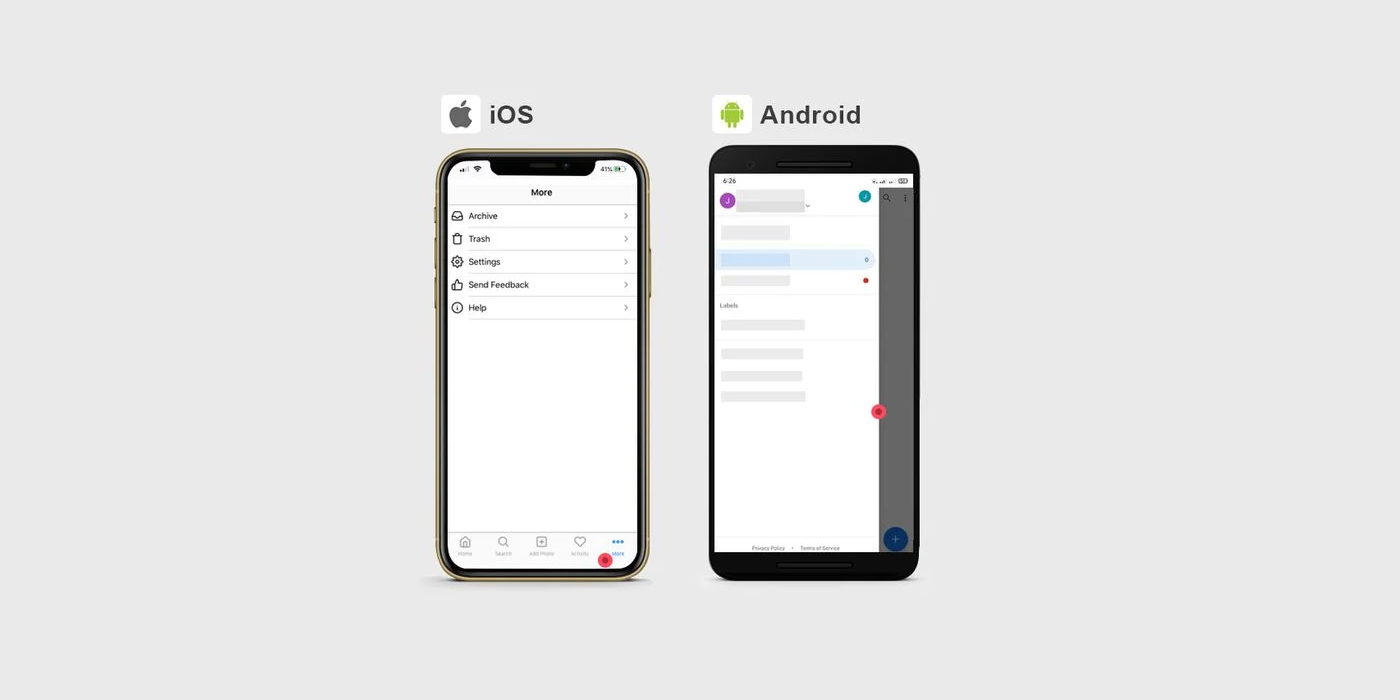 iOS
Android
41%
More
Archive
Trash
Settings
Send Feedback
Help
Home
Search
Add Photo
Activity
More
6:26
J
J
0
Labels
Privacy Policy • Terms of Service